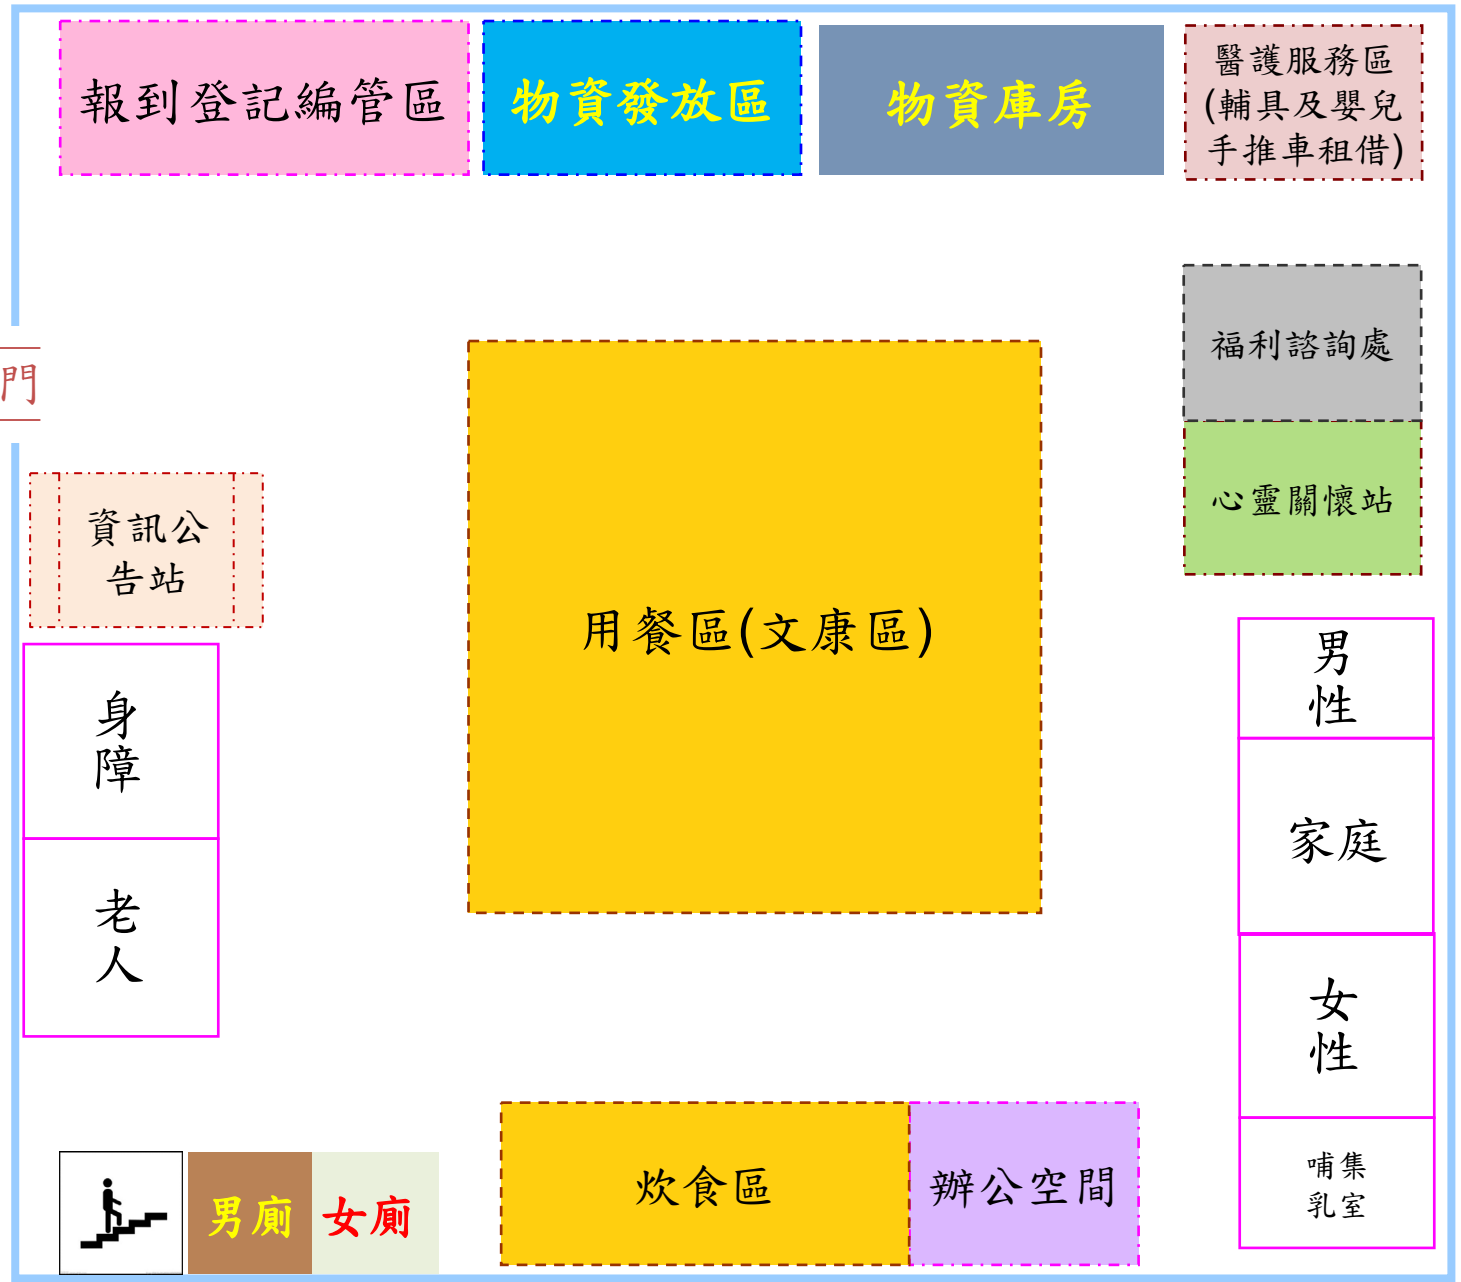 報到登記編管區
物資發放區
物資庫房
醫護服務區
(輔具及嬰兒
手推車租借)
福利諮詢處
門
心靈關懷站
資訊公
告站
用餐區(文康區)
身
障
老
人
男
性
家庭
女
性
哺集
乳室
炊食區
辦公空間
男廁
女廁